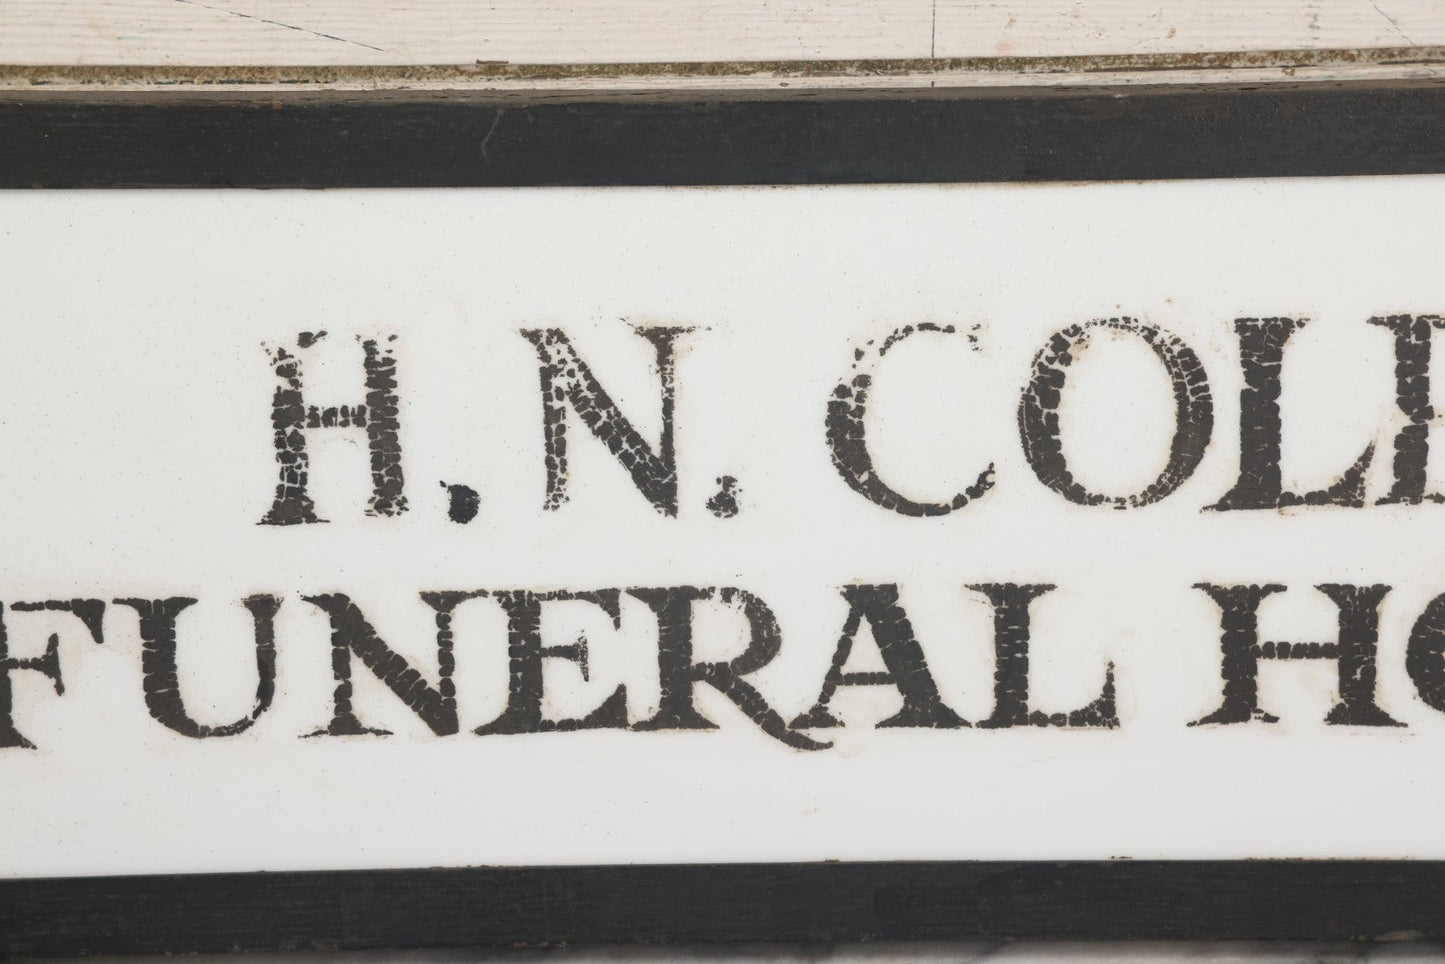 H. N. COL
FUNERAL H